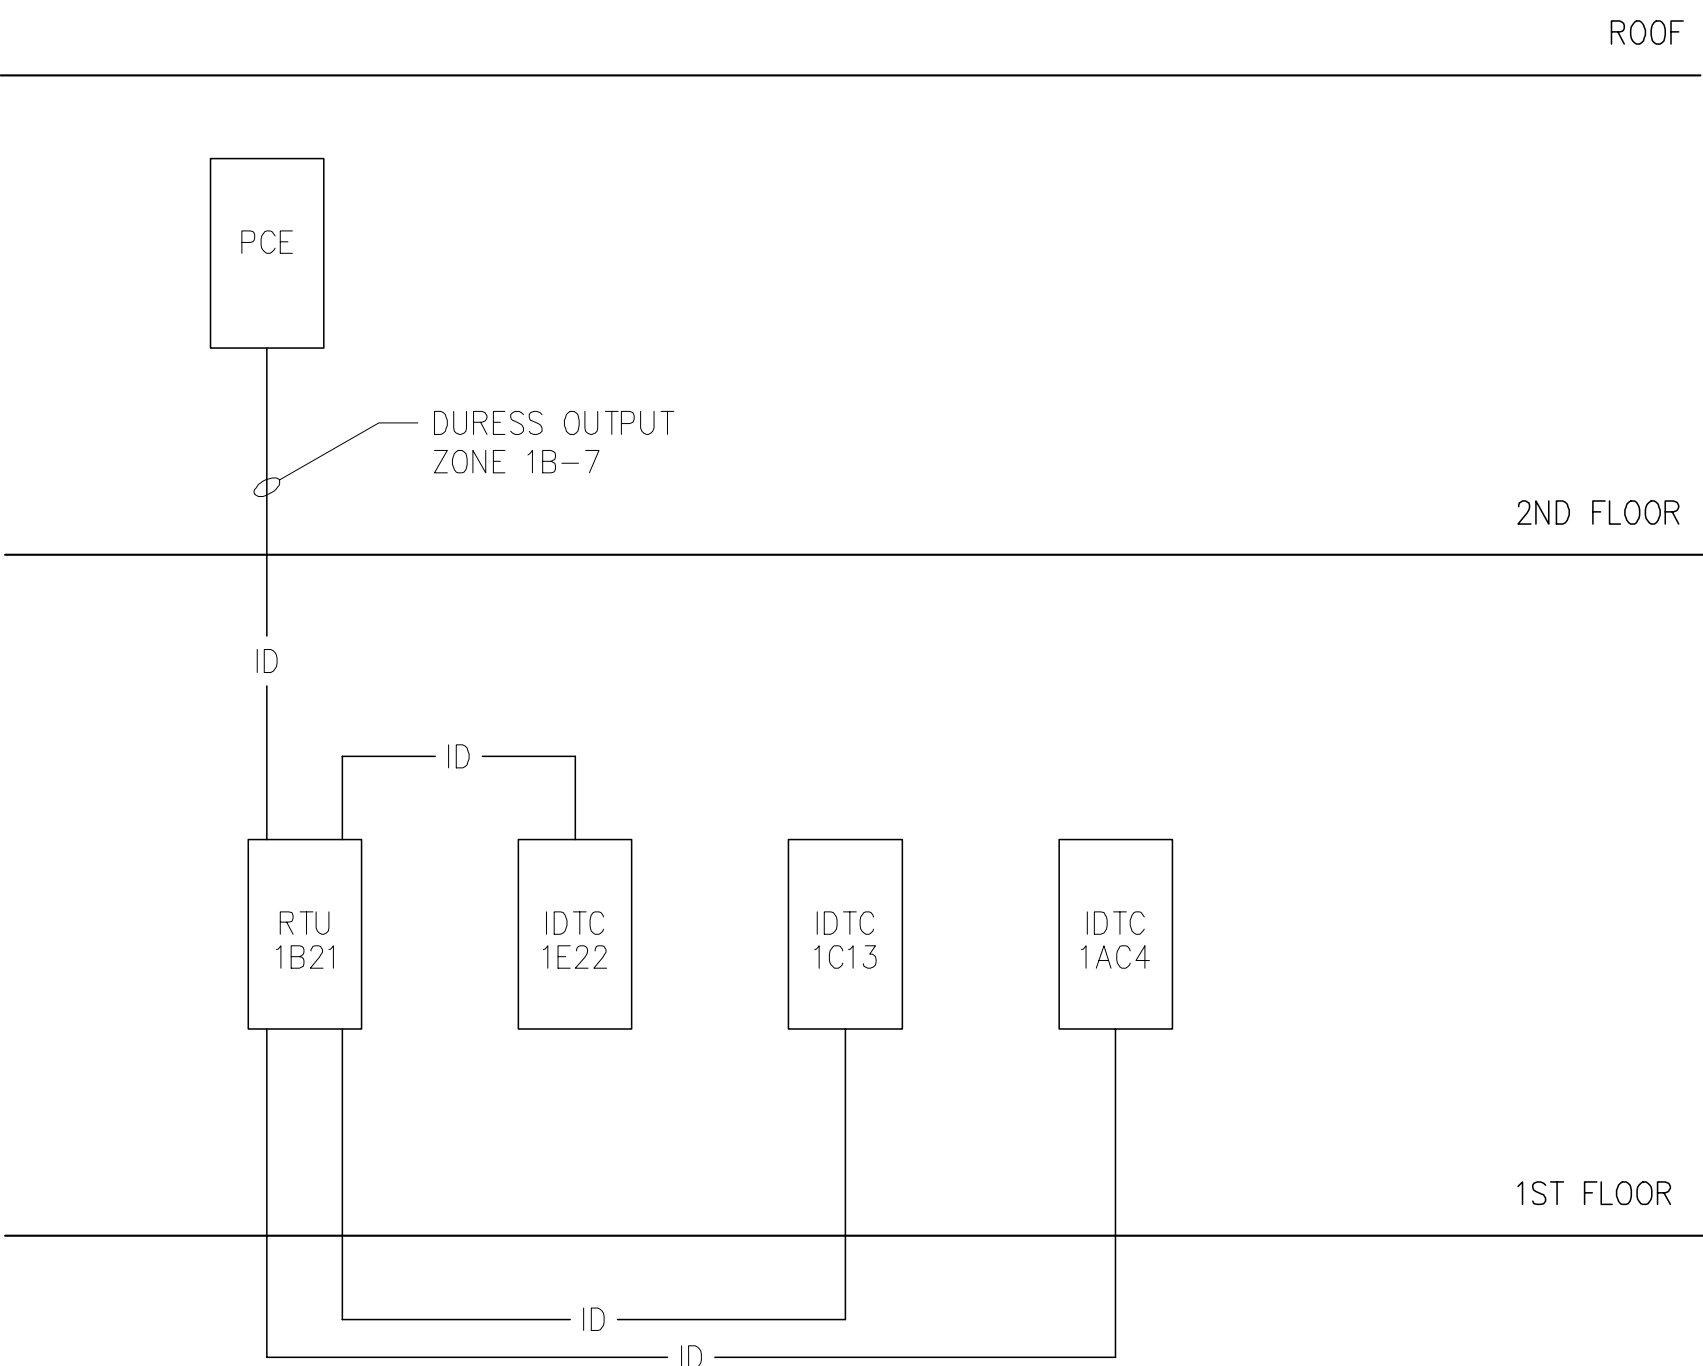 ROOF
PCE
DURESS OUTPUT
ZONE 1B-7
2ND FLOOR
ID
ID
RTU
1B21
IDTC
1E22
IDTC
1C13
IDTC
1AC4
1ST FLOOR
ID
ID